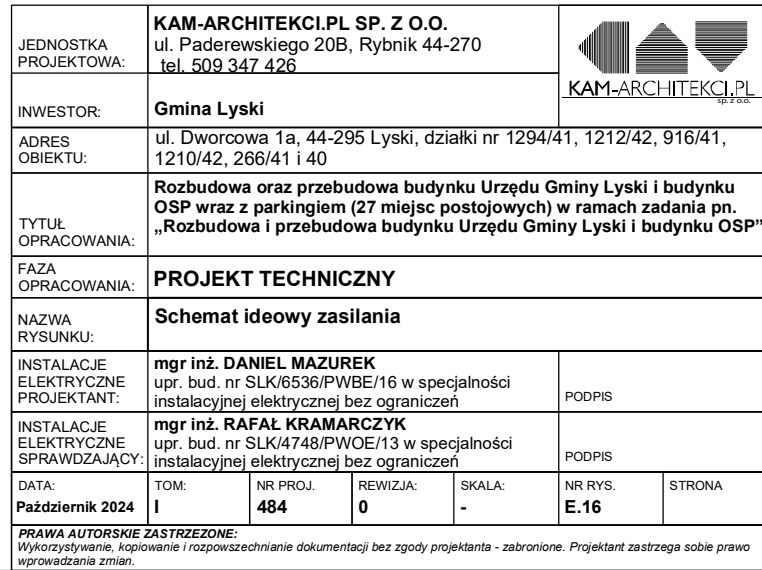 JEDNOSTKA
PROJEKTOWA:
KAM-ARCHITEKCI.PL SP. Z O.O.
ul. Paderewskiego 20B, Rybnik 44-270
tel. 509 347 426
KAM-ARCHITEKCI.PL
sp. z o.o.
INWESTOR:
Gmina Lyski
ADRES
OBIEKTU:
ul. Dworcowa 1a, 44-295 Lyski, działki nr 1294/41, 1212/42, 916/41,
1210/42, 266/41 i 40
TYTUŁ
OPRACOWANIA:
Rozbudowa oraz przebudowa budynku Urzędu Gminy Lyski i budynku
OSP wraz z parkingiem (27 miejsc postojowych) w ramach zadania pn.
„Rozbudowa i przebudowa budynku Urzędu Gminy Lyski i budynku OSP”
FAZA
OPRACOWANIA:
PROJEKT TECHNICZNY
NAZWA
RYSUNKU:
Schemat ideowy zasilania
INSTALACJE
ELEKTRYCZNE
PROJEKTANT:
mgr inż. DANIEL MAZUREK
upr. bud. nr SLK/6536/PWBE/16 w specjalności
instalacyjnej elektrycznej bez ograniczeń
PODPIS
INSTALACJE
ELEKTRYCZNE
SPRAWDZAJĄCY:
mgr inż. RAFAŁ KRAMARCZYK
upr. bud. nr SLK/4748/PWOE/13 w specjalności
instalacyjnej elektrycznej bez ograniczeń
PODPIS
DATA:
Październik 2024
TOM:
I
NR PROJ.
484
REWIZJA:
0
SKALA:
-
NR RYS.
E.16
STRONA
PRAWA AUTORSKIE ZASTRZEZONE:
Wykorzystywanie, kopiowanie i rozpowszechnianie dokumentacji bez zgody projektanta - zabronione. Projektant zastrzega sobie prawo
wprowadzania zmian.